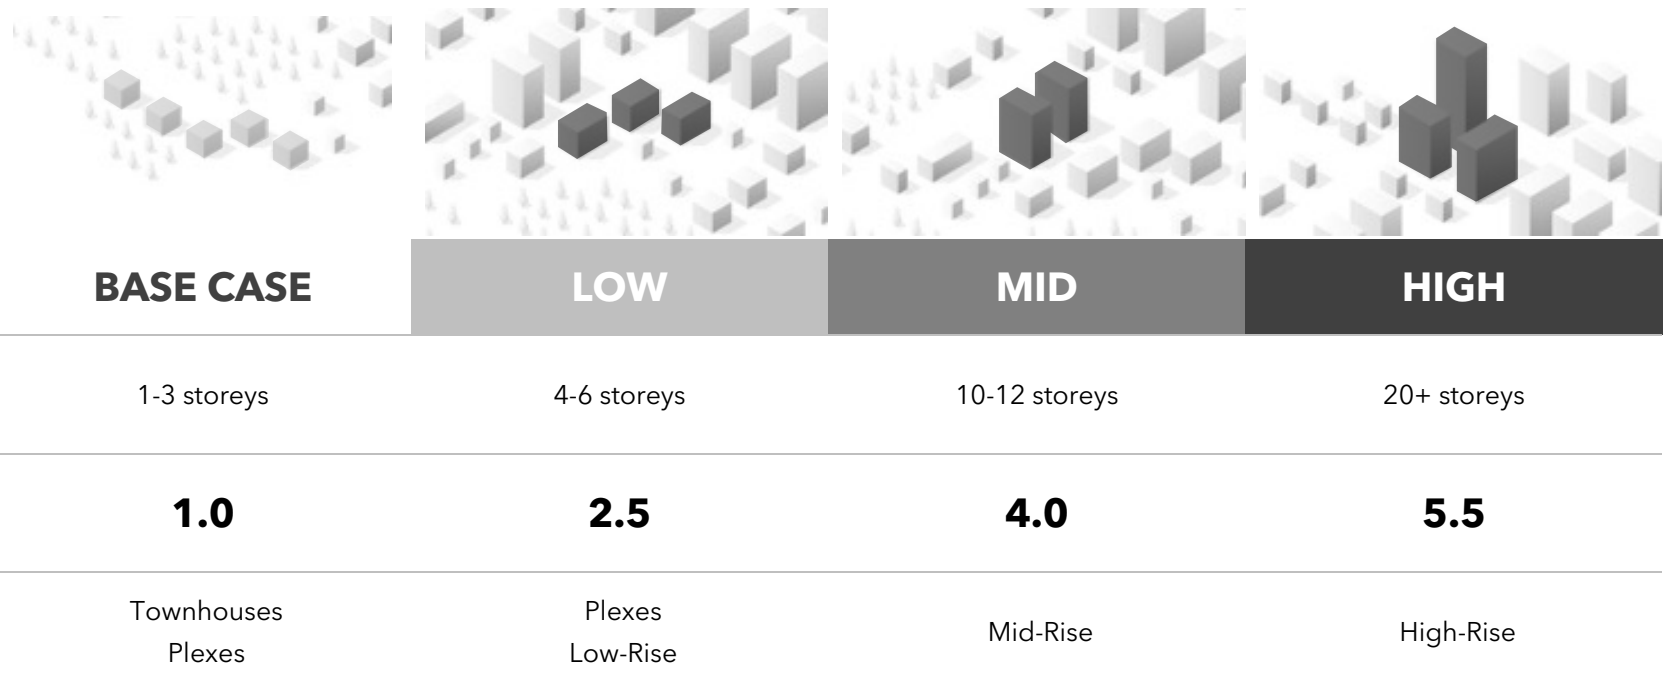 BASE CASE LOW MID HIGH
1-3 storeys 4-6 storeys 10-12 storeys 20+ storeys
1.0 2.5 4.0 5.5
Townhouses Plexes Mid-Rise High-Rise
Plexes Low-Rise